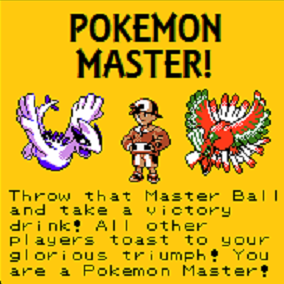 POKEMON
MASTER!
Throw that Master Ball
and take a victory
drink! All other
players toast to your
glorious triumph! You
are a Pokemon Master!